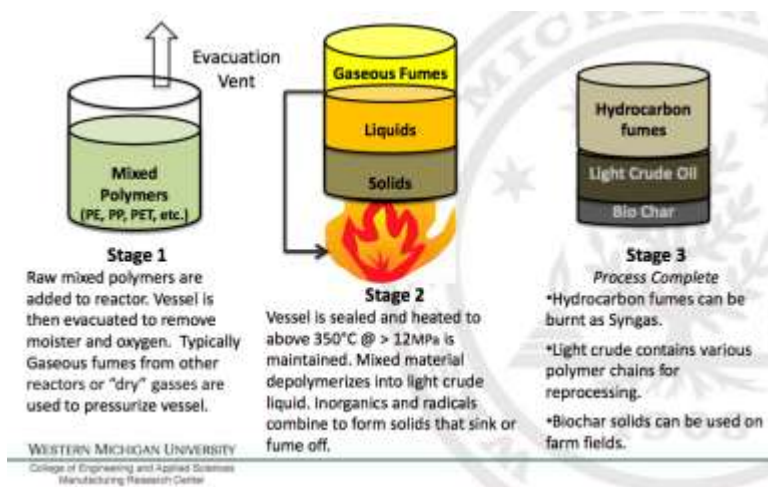 Evacuation
Vent
Mixed
Polymers
(PE, PP, PET, etc.)
Stage 1
Raw mixed polymers are
added to reactor. Vessel is
then evacuated to remove
moister and oxygen. Typically
Gaseous fumes from other
reactors or “dry” gasses are
used to pressurize vessel.
Gaseous Fumes
Liquids
Solids
Stage 2
Vessel is sealed and heated to
above 350°C @ > 12MPa is
maintained. Mixed material
depolymerizes into light crude
liquid. Inorganics and radicals
combine to form solids that sink or
fume off.
Hydrocarbon
fumes
Light Crude Oil
Bio Char
Stage 3
Process Complete
•Hydrocarbon fumes can be
burnt as Syngas.
•Light crude contains various
polymer chains for
reprocessing.
•Biochar solids can be used on
farm fields.
WESTERN MICHIGAN UNIVERSITY
College of Engineering and Applied Sciences
Manufacturing Research Center